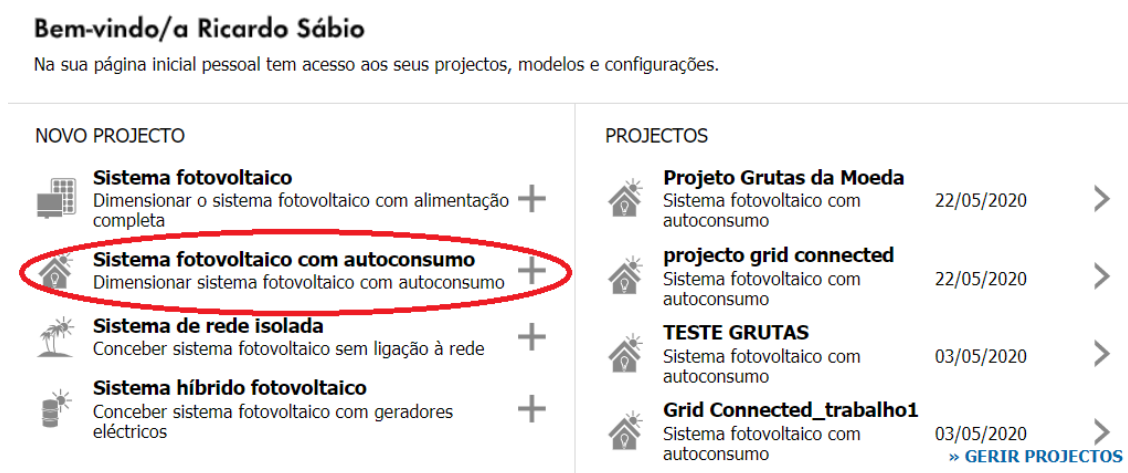 Bem-vindo/a Ricardo Sábio
Na sua página inicial pessoal tem acesso aos seus projectos, modelos e configurações.
NOVO PROJECTO
Sistema fotovoltaico
Dimensionar o sistema fotovoltaico com alimentação
completa
Sistema fotovoltaico com autoconsumo
Dimensionar sistema fotovoltaico com autoconsumo
Sistema de rede isolada
Conceber sistema fotovoltaico sem ligação à rede
Sistema híbrido fotovoltaico
Conceber sistema fotovoltaico com geradores
eléctricos
PROJECTOS
Projeto Grutas da Moeda
Sistema fotovoltaico com 22/05/2020
autoconsumo
projecto grid connected
Sistema fotovoltaico com 22/05/2020
autoconsumo
TESTE GRUTAS
Sistema fotovoltaico com 03/05/2020
autoconsumo
Grid Connected_trabalho1
Sistema fotovoltaico com 03/05/2020
autoconsumo
» GERIR PROJECTOS